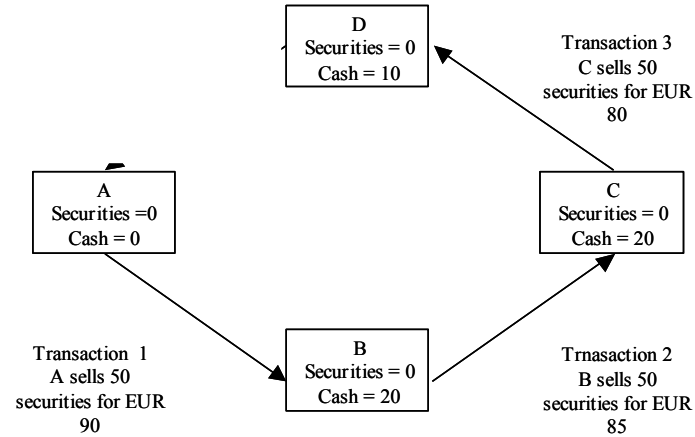 D
Securities = 0
Cash = 10
Transaction 3
C sells 50
securities for EUR
80
A
Securities =0
Cash = 0
C
Securities = 0
Cash = 20
Transaction 1
A sells 50
securities for EUR
90
B
Securities = 0
Cash = 20
Trnasaction 2
B sells 50
securities for EUR
85